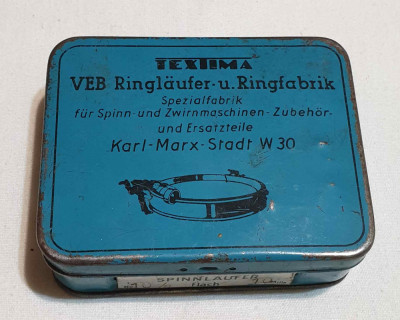 TEXTIMA
VEB Ringläufer- u. Ringfabrik
Spezialfabrik
für Spinn- und Zwirnmaschinen-Zubehör-
und Ersatzteile
Karl-Marx-Stadt W 30
SPINNLÄUFER
flach